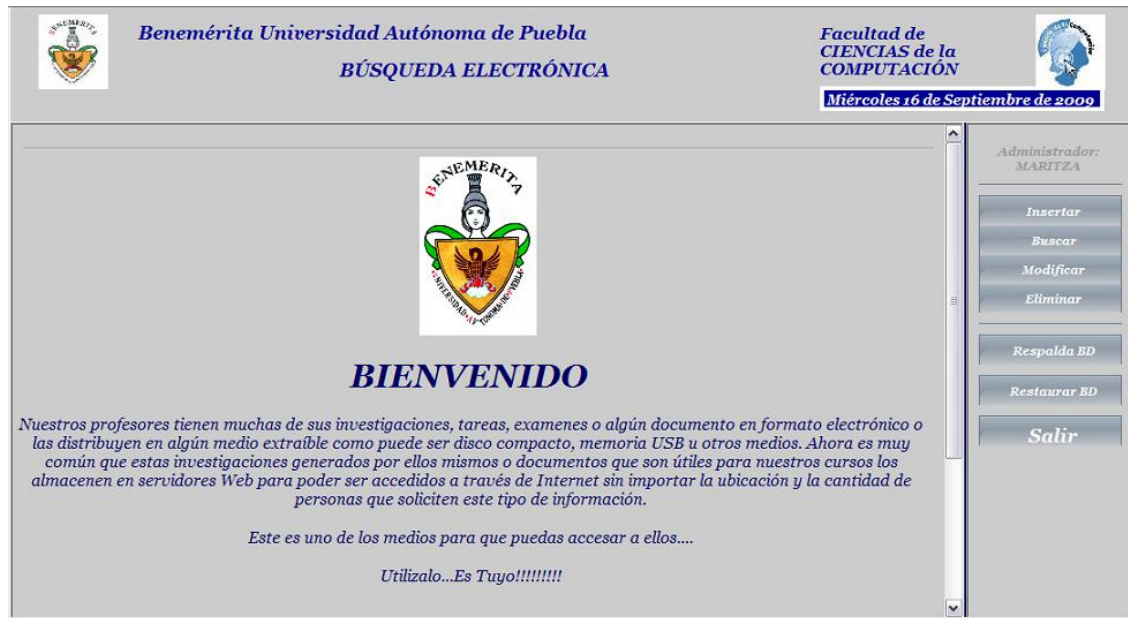 BENEMERITA
Benemérita Universidad Autónoma de Puebla
BÚSQUEDA ELECTRÓNICA
Facultad de
CIENCIAS de la
COMPUTACIÓN
Miércoles 16 de Septiembre de 2009
BENEMERITA
UNIVERSIDAD AUTONOMA DE PUEBLA
BIENVENIDO
Nuestros profesores tienen muchas de sus investigaciones, tareas, examenes o algún documento en formato electrónico o
las distribuyen en algún medio extraíble como puede ser disco compacto, memoria USB u otros medios. Ahora es muy
común que estas investigaciones generados por ellos mismos o documentos que son útiles para nuestros cursos los
almacenen en servidores Web para poder ser accedidos a través de Internet sin importar la ubicación y la cantidad de
personas que soliciten este tipo de información.
Este es uno de los medios para que puedas accesar a ellos....
Utilizalo...Es Tuyo!!!!!!!!!
Administrador:
MARITZA
Insertar
Buscar
Modificar
Eliminar
Respalda BD
Restaurar BD
Salir